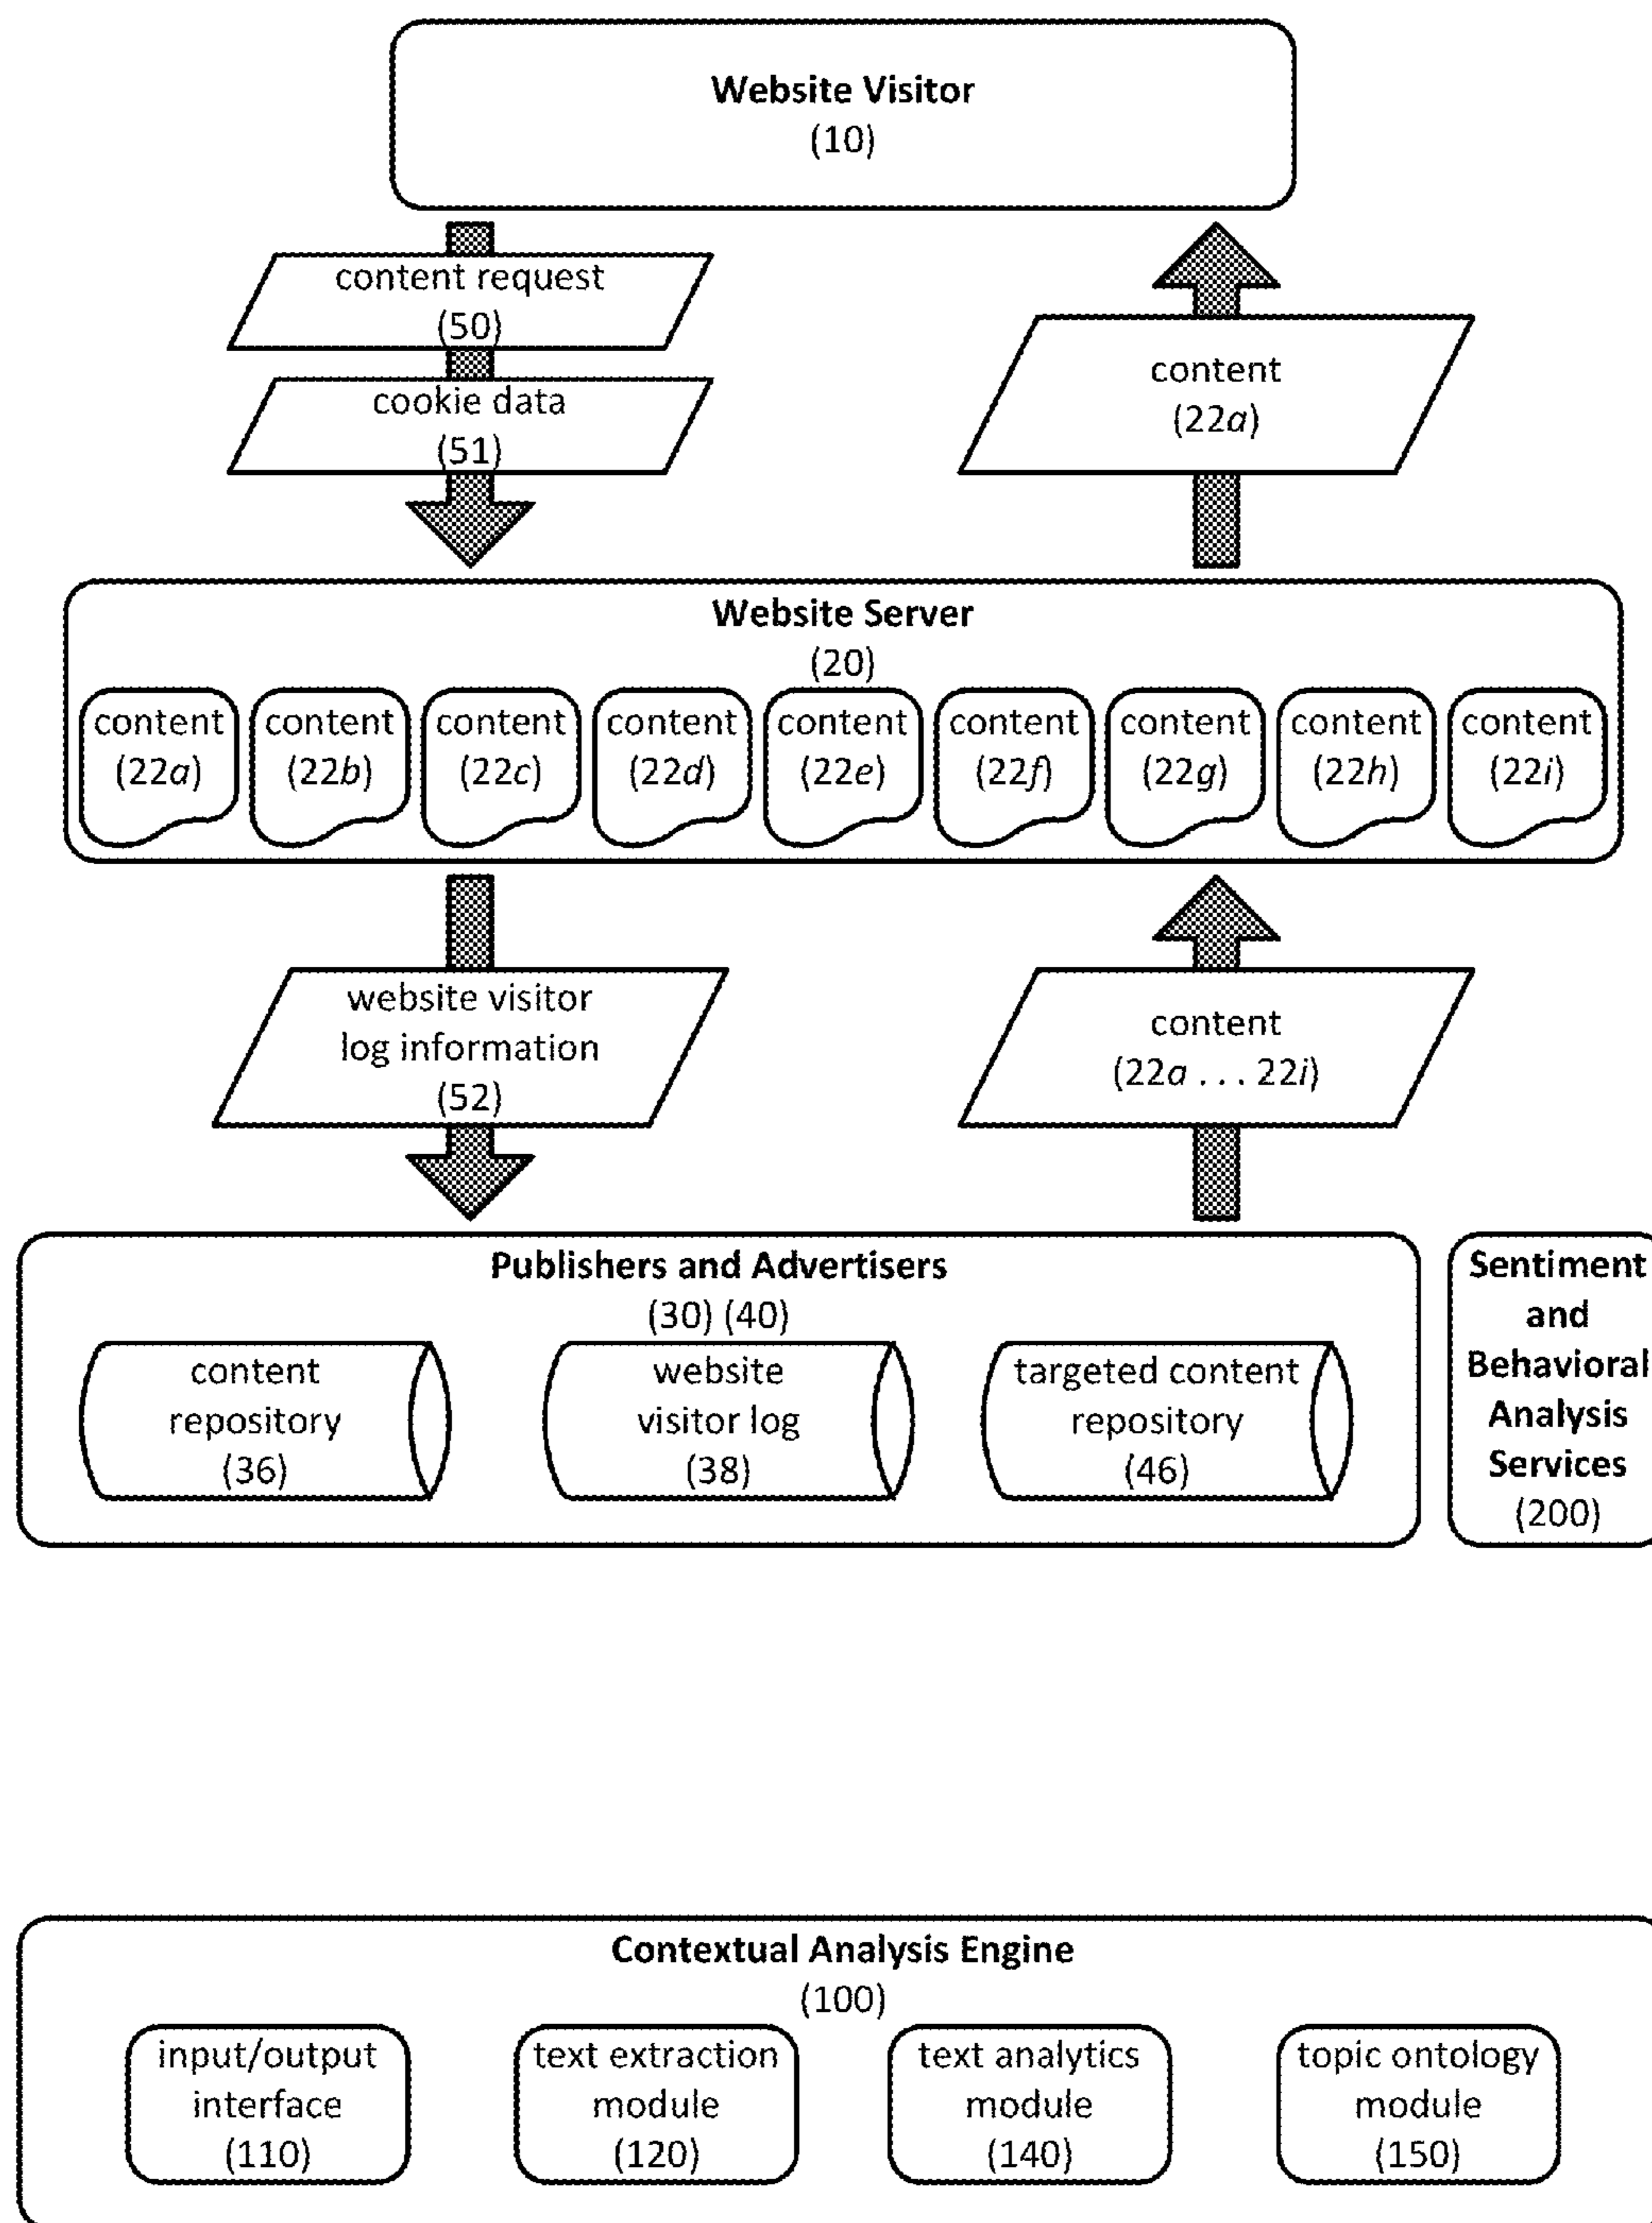 Website Visitor
(10)
content request
(50)
cookie data
(51)
content
(22a)
Website Server
(20)
content
(22a)
content
(22b)
content
(22c)
content
(22d)
content
(22e)
content
(22f)
content
(22g)
content
(22h)
content
(22i)
website visitor
log information
(52)
content
(22a . . . 22i)
Publishers and Advertisers
(30) (40)
content
repository
(36)
website
visitor log
(38)
targeted content
repository
(46)
Sentiment
and
Behavioral
Analysis
Services
(200)
Contextual Analysis Engine
(100)
input/output
interface
(110)
text extraction
module
(120)
text analytics
module
(140)
topic ontology
module
(150)